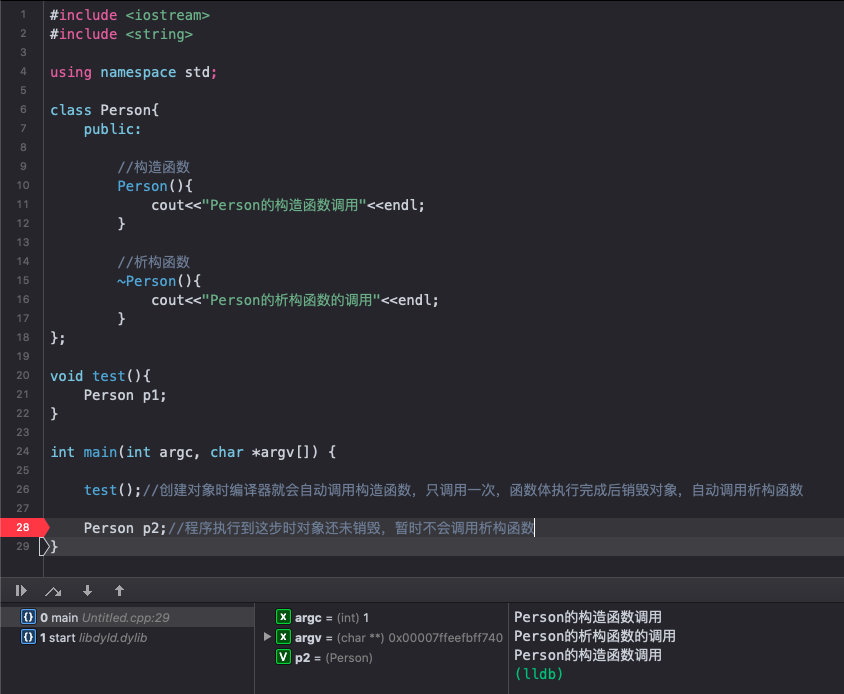 1 #include <iostream>
2 #include <string>
3
4 using namespace std;
5
6 class Person{
7     public:
8
9         //构造函数
10         Person(){
11             cout<<"Person的构造函数调用"<<endl;
12         }
13
14         //析构函数
15         ~Person(){
16             cout<<"Person的析构函数的调用"<<endl;
17         }
18 };
19
20 void test(){
21     Person p1;
22 }
23
24 int main(int argc, char *argv[]) {
25
26     test();//创建对象时编译器就会自动调用构造函数，只调用一次，函数体执行完成后销毁对象，自动调用析构函数
27
28     Person p2;//程序执行到这步时对象还未销毁，暂时不会调用析构函数
29 }
{} 0 main Untitled.cpp:29
{} 1 start libdyld.dylib
X argc = (int) 1
X argv = (char **) 0x00007ffeefbff740
V p2 = (Person)
Person的构造函数调用
Person的析构函数的调用
Person的构造函数调用
(lldb)